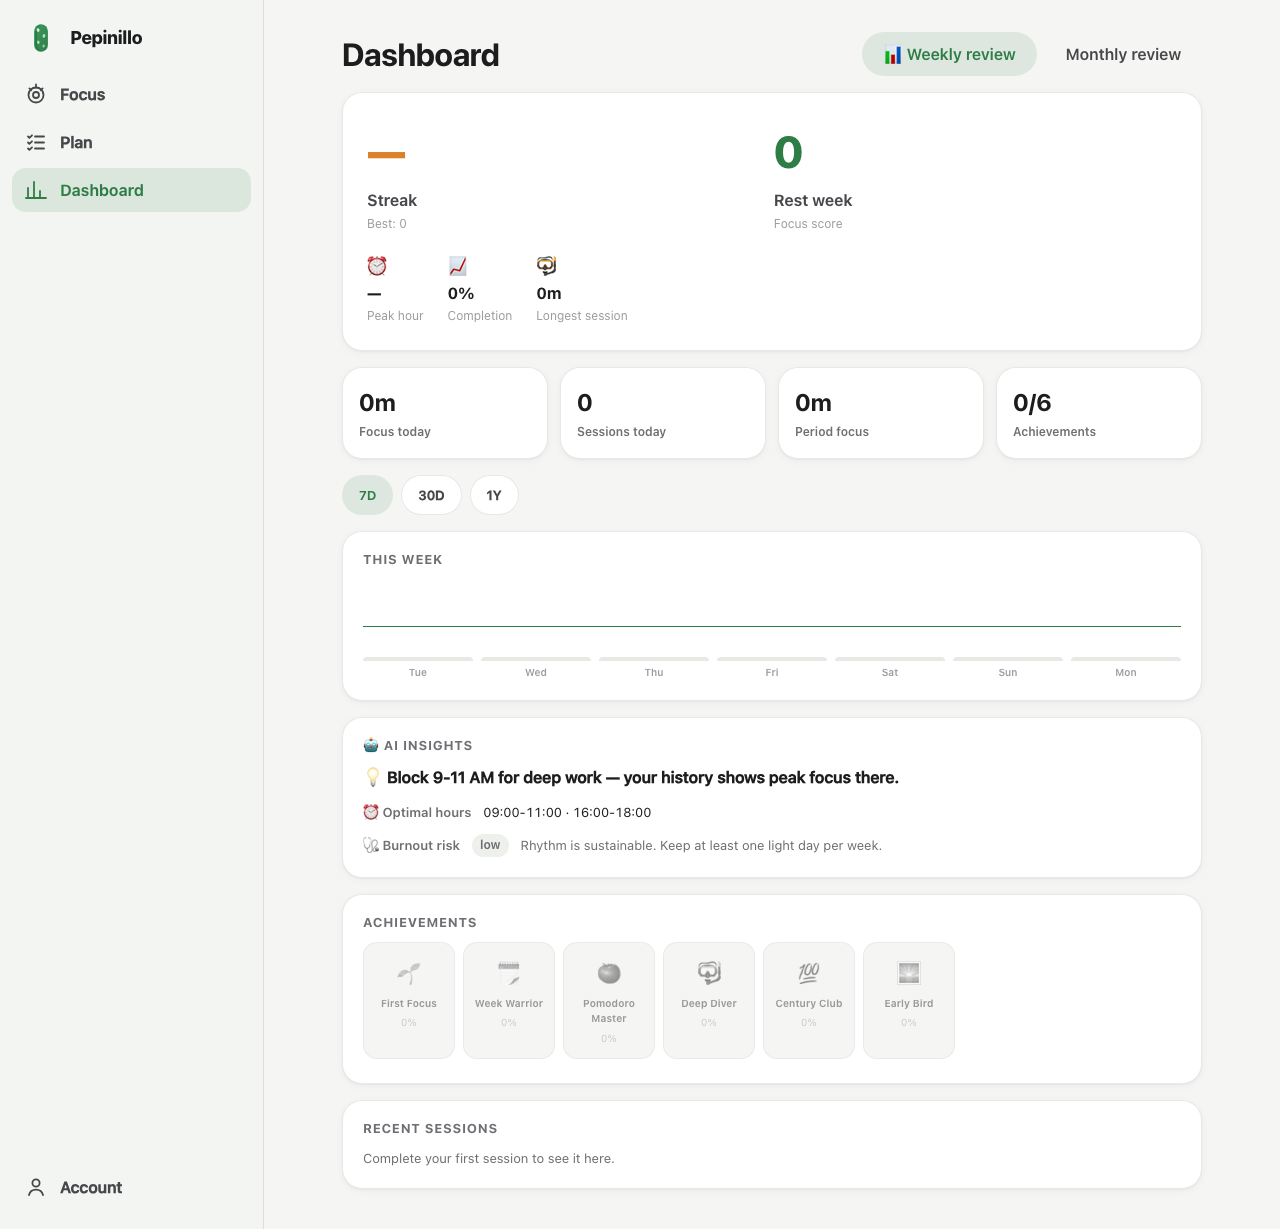 Pepinillo
Focus
Plan
Dashboard
Account
Dashboard
📊 Weekly review
Monthly review
—
Streak
Best: 0
0
Rest week
Focus score
⏰
—
Peak hour
📈
0%
Completion
🤿
0m
Longest session
0m
Focus today
0
Sessions today
0m
Period focus
0/6
Achievements
7D
30D
1Y
THIS WEEK
Tue
Wed
Thu
Fri
Sat
Sun
Mon
🤖 AI INSIGHTS
💡 Block 9-11 AM for deep work — your history shows peak focus there.
⏰ Optimal hours 09:00-11:00 · 16:00-18:00
🩺 Burnout risk low Rhythm is sustainable. Keep at least one light day per week.
ACHIEVEMENTS
First Focus
0%
Week Warrior
0%
Pomodoro
Master
0%
Deep Diver
0%
💯
Century Club
0%
Early Bird
0%
RECENT SESSIONS
Complete your first session to see it here.